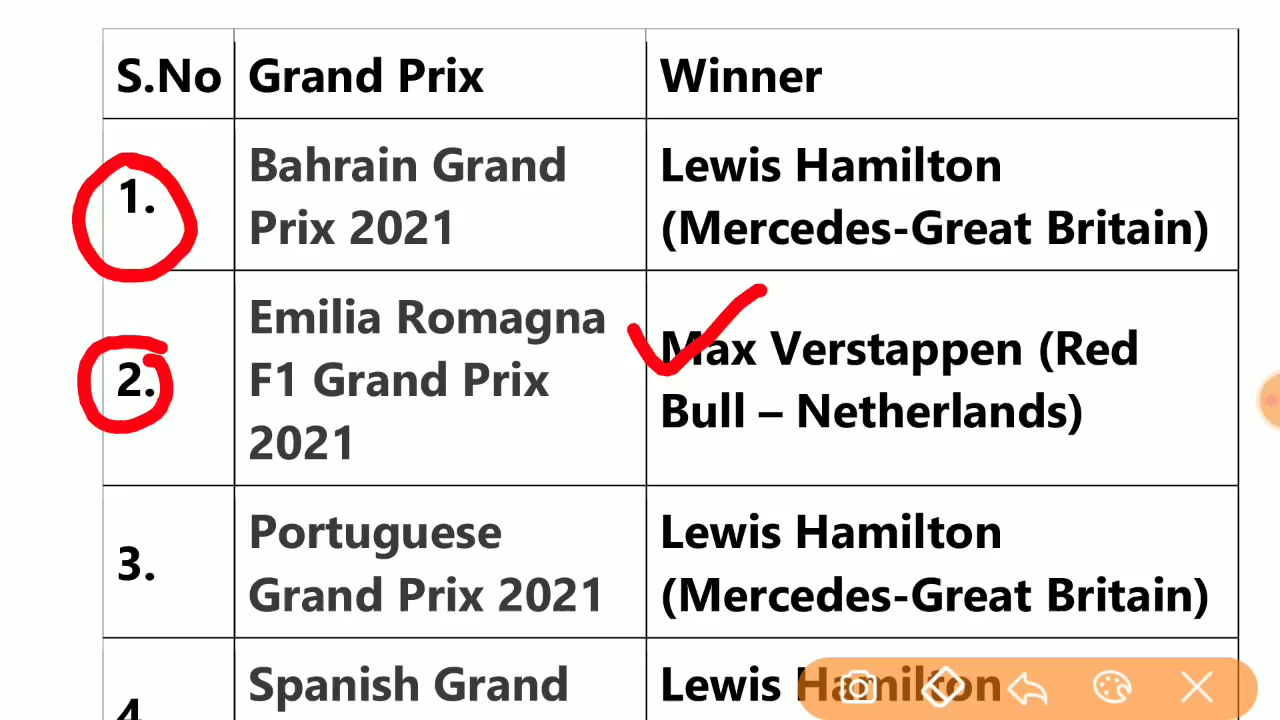 S.No Grand Prix Winner
1. Bahrain Grand Prix 2021 Lewis Hamilton (Mercedes-Great Britain)
2. Emilia Romagna F1 Grand Prix 2021 Max Verstappen (Red Bull – Netherlands)
3. Portuguese Grand Prix 2021 Lewis Hamilton (Mercedes-Great Britain)
4. Spanish Grand Lewis Hamilton